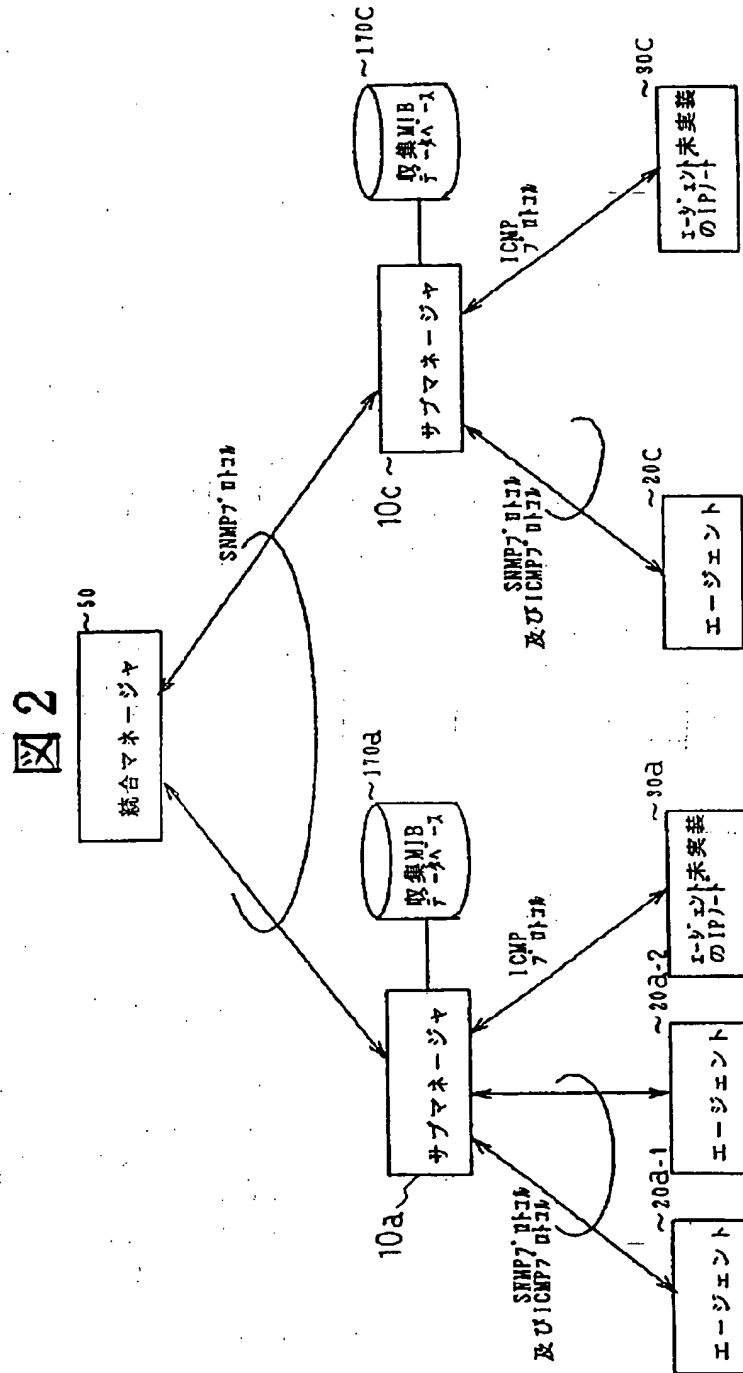 図2
統合マネージャ
~50
SNMPプロトコル
サブマネージャ
10a
収集MIB
データベース
~170a
サブマネージャ
10c~
収集MIB
データベース
~170C
SNMPプロトコル
及びICMPプロトコル
ICMP
プロトコル
SNMPプロトコル
及びICMPプロトコル
ICMP
プロトコル
エージェント
~20a-1
エージェント
~20a-2
エージェント未実装
のIPノード
~30a
エージェント
~20C
エージェント未実装
のIPノード
~30C